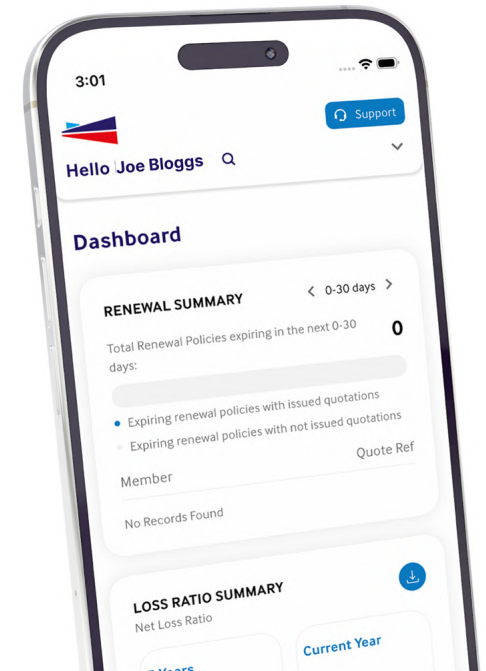 3:01
Support
Hello Joe Bloggs
Dashboard
RENEWAL SUMMARY
0-30 days
Total Renewal Policies expiring in the next 0-30
days:
0
Expiring renewal policies with issued quotations
Expiring renewal policies with not issued quotations
Member
Quote Ref
No Records Found
LOSS RATIO SUMMARY
Net Loss Ratio
Years
Current Year